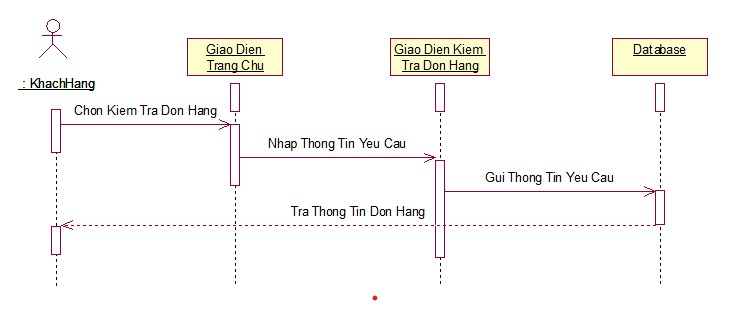 Giao Dien
Trang Chu
Giao Dien Kiem
Tra Don Hang
Database
: KhachHang
Chon Kiem Tra Don Hang
Nhap Thong Tin Yeu Cau
Gui Thong Tin Yeu Cau
Tra Thong Tin Don Hang